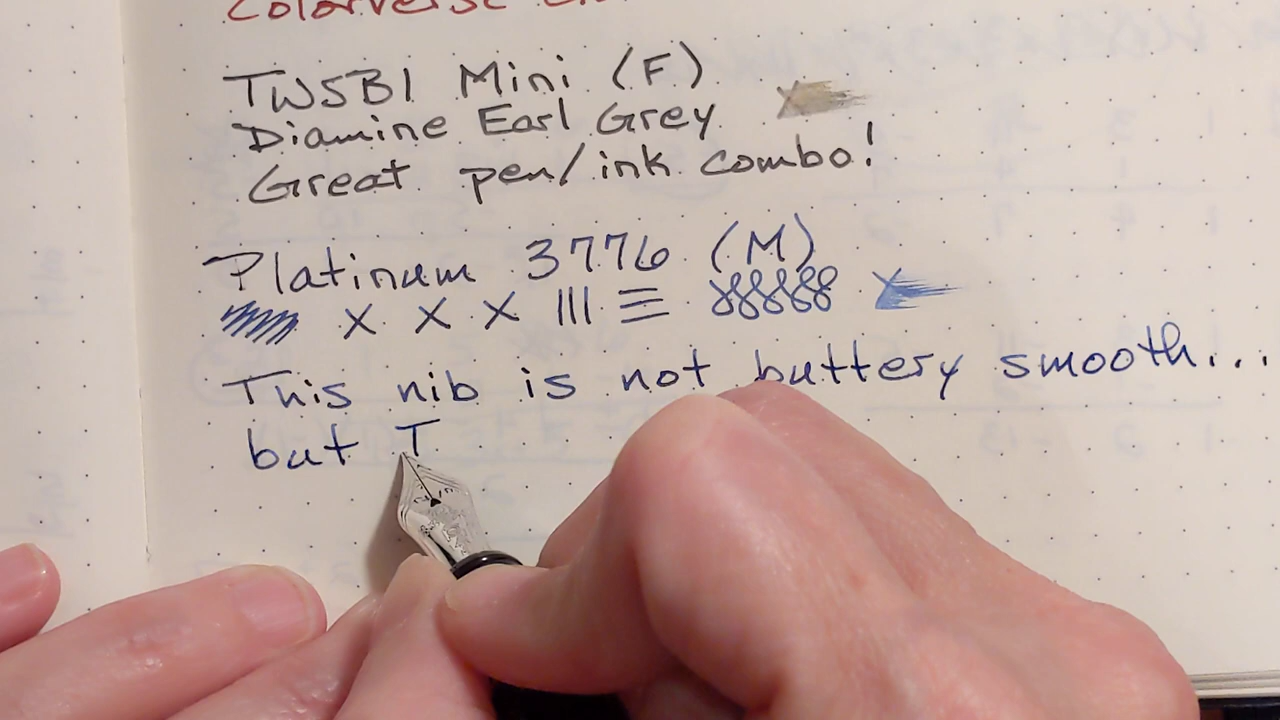 TWSBI Mini (F)
Diamine Earl Grey
Great pen/ink combo!
Platinum 3776 (M)
This nib is not buttery smooth...
but T